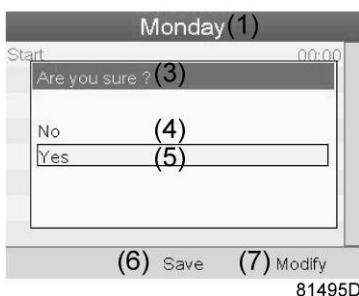 Monday(1)
Start 00:00
Are you sure ?(3)
No (4)
Yes (5)
(6) Save (7) Modify
81495D